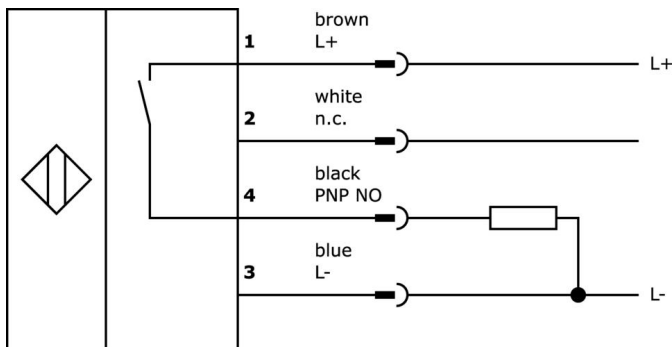 brown
1 L+ L+
white
2 n.c.
black
4 PNP NO
blue
3 L- L-